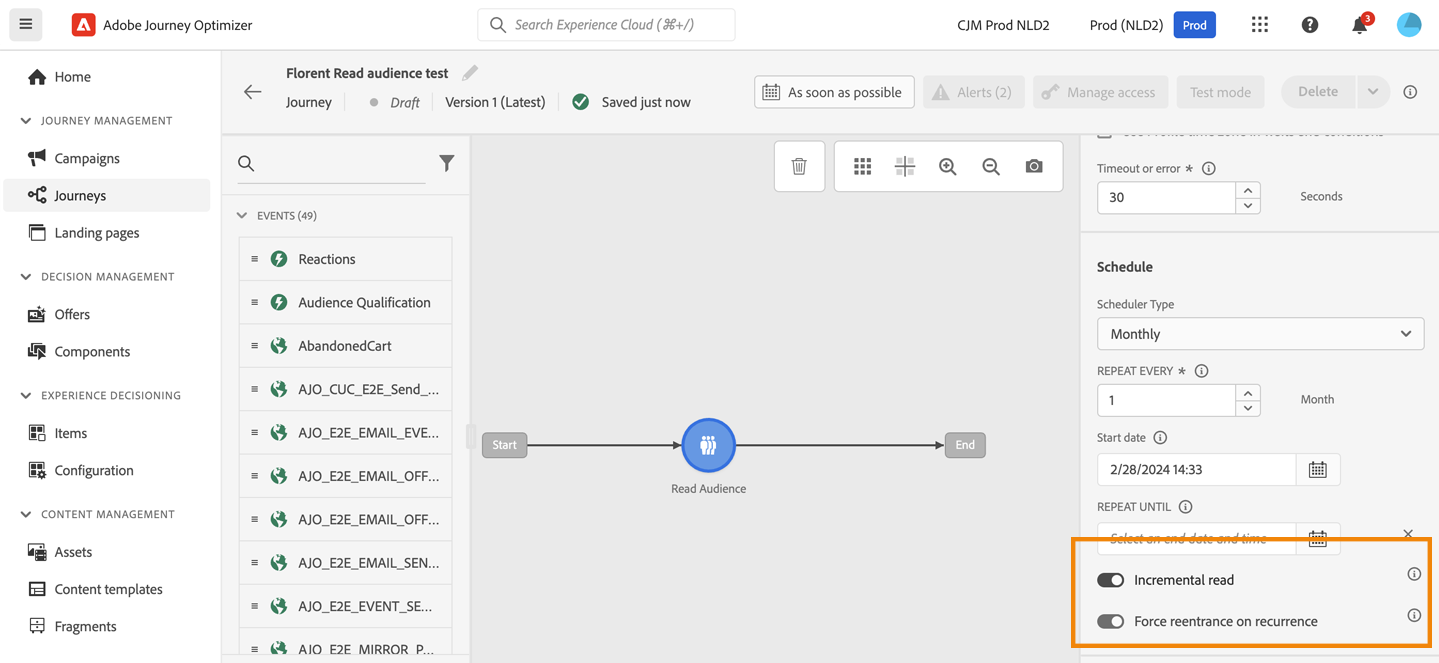 Adobe Journey Optimizer
Search Experience Cloud (⌘+/)
CJM Prod NLD2
Prod (NLD2)
Prod
3
Home
JOURNEY MANAGEMENT
Campaigns
Journeys
Landing pages
DECISION MANAGEMENT
Offers
Components
EXPERIENCE DECISIONING
Items
Configuration
CONTENT MANAGEMENT
Assets
Content templates
Fragments
Florent Read audience test
Journey
Draft
Version 1 (Latest)
Saved just now
As soon as possible
Alerts (2)
Manage access
Test mode
Delete
EVENTS (49)
Reactions
Audience Qualification
AbandonedCart
AJO_CUC_E2E_Send_...
AJO_E2E_EMAIL_EVE...
AJO_E2E_EMAIL_OFF...
AJO_E2E_EMAIL_OFF...
AJO_E2E_EMAIL_SEN...
AJO_E2E_EVENT_SE...
AJO_E2E_MIRROR_P...
Start
Read Audience
End
Timeout or error *
30
Seconds
Schedule
Scheduler Type
Monthly
REPEAT EVERY *
1
Month
Start date
2/28/2024 14:33
REPEAT UNTIL
Select an end date and time
Incremental read
Force reentrance on recurrence